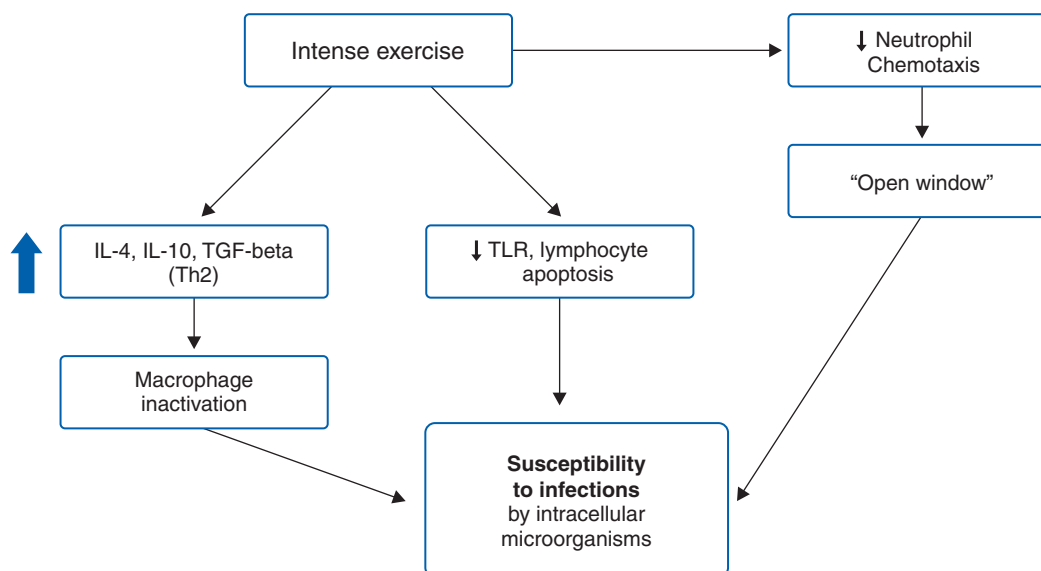 Intense exercise
↓ Neutrophil
Chemotaxis
“Open window”
IL-4, IL-10, TGF-beta
(Th2)
↓ TLR, lymphocyte
apoptosis
Macrophage
inactivation
Susceptibility
to infections
by intracellular
microorganisms